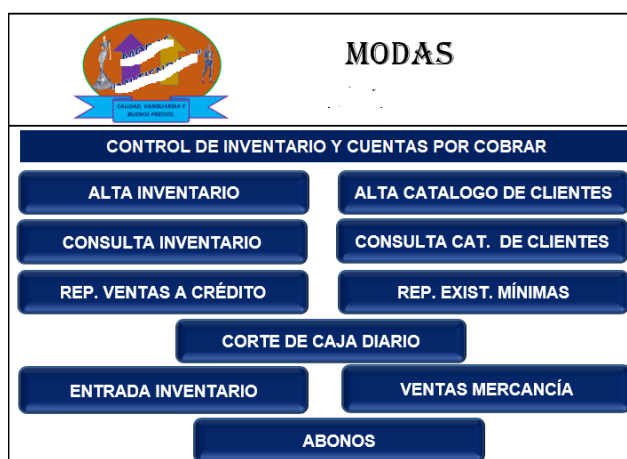 MODAS
CALIDAD, VANGUARDIA Y
BUENOS PRECIOS.
CONTROL DE INVENTARIO Y CUENTAS POR COBRAR
ALTA INVENTARIO
ALTA CATALOGO DE CLIENTES
CONSULTA INVENTARIO
CONSULTA CAT. DE CLIENTES
REP. VENTAS A CRÉDITO
REP. EXIST. MÍNIMAS
CORTE DE CAJA DIARIO
ENTRADA INVENTARIO
VENTAS MERCANCÍA
ABONOS